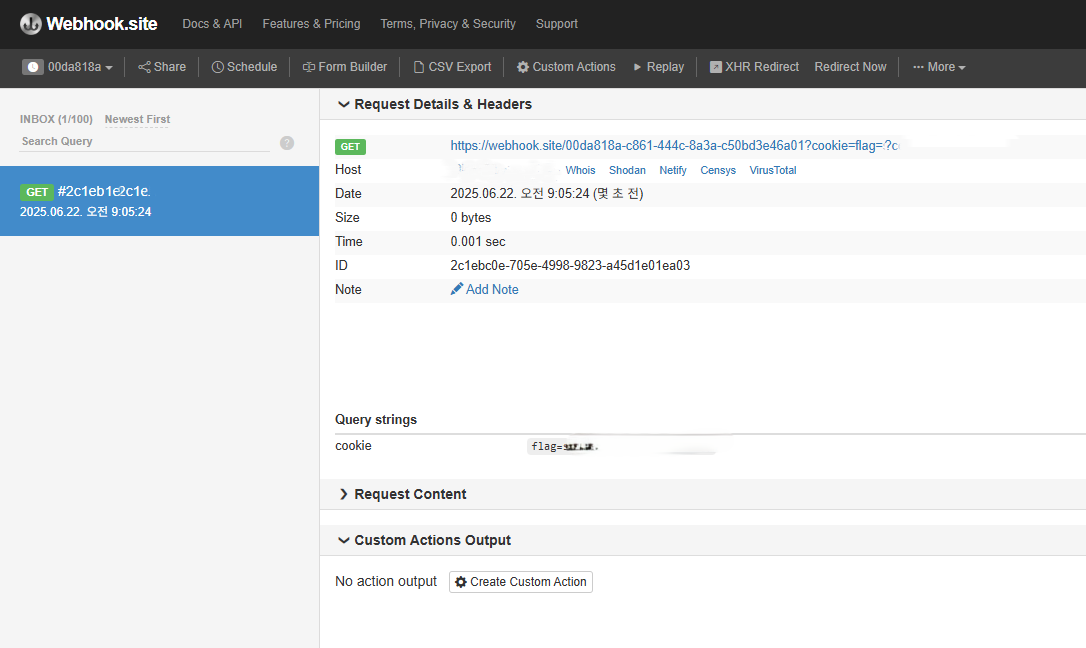 Webhook.site Docs & API Features & Pricing Terms, Privacy & Security Support
00da818a Share Schedule Form Builder CSV Export Custom Actions Replay XHR Redirect Redirect Now ··· More
INBOX (1/100) Newest First
Search Query ?
GET #2c1eb1e2c1e.
2025.06.22. 오전 9:05:24
Request Details & Headers
GET https://webhook.site/00da818a-c861-444c-8a3a-c50bd3e46a01?cookie=flag=
Host Whois Shodan Netify Censys VirusTotal
Date 2025.06.22. 오전 9:05:24 (몇 초 전)
Size 0 bytes
Time 0.001 sec
ID 2c1ebc0e-705e-4998-9823-a45d1e01ea03
Note Add Note
Query strings
cookie flag=
Request Content
Custom Actions Output
No action output Create Custom Action